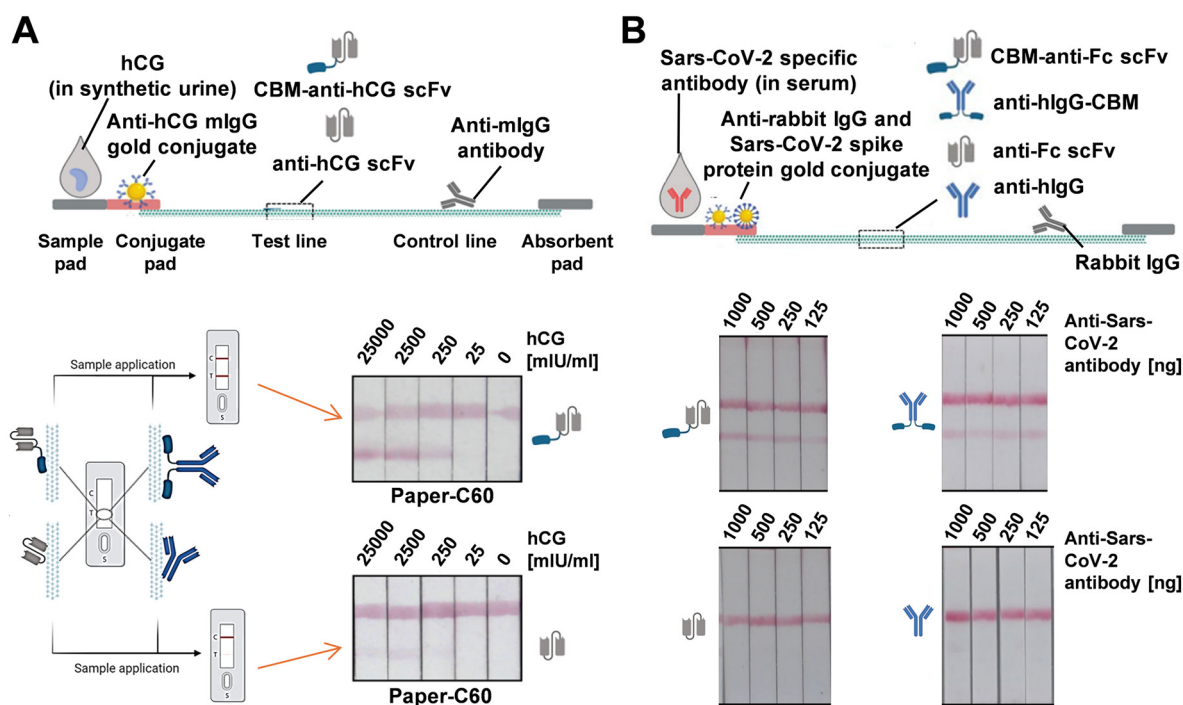 A
hCG
(in synthetic urine)
CBM-anti-hCG scFv
Anti-hCG mIgG
gold conjugate
anti-hCG scFv
Anti-mIgG
antibody
Sample
pad
Conjugate
pad
Test line
Control line
Absorbent
pad
Sample application
C
T
S
C
T
S
Sample application
C
T
S
25000
2500
250
25
0
hCG
[mIU/ml]
Paper-C60
25000
2500
250
25
0
hCG
[mIU/ml]
Paper-C60
B
Sars-CoV-2 specific
antibody (in serum)
Anti-rabbit IgG and
Sars-CoV-2 spike
protein gold conjugate
CBM-anti-Fc scFv
anti-hIgG-CBM
anti-Fc scFv
anti-hIgG
Rabbit IgG
1000
500
250
125
1000
500
250
125
Anti-Sars-
CoV-2
antibody [ng]
1000
500
250
125
1000
500
250
125
Anti-Sars-
CoV-2
antibody [ng]